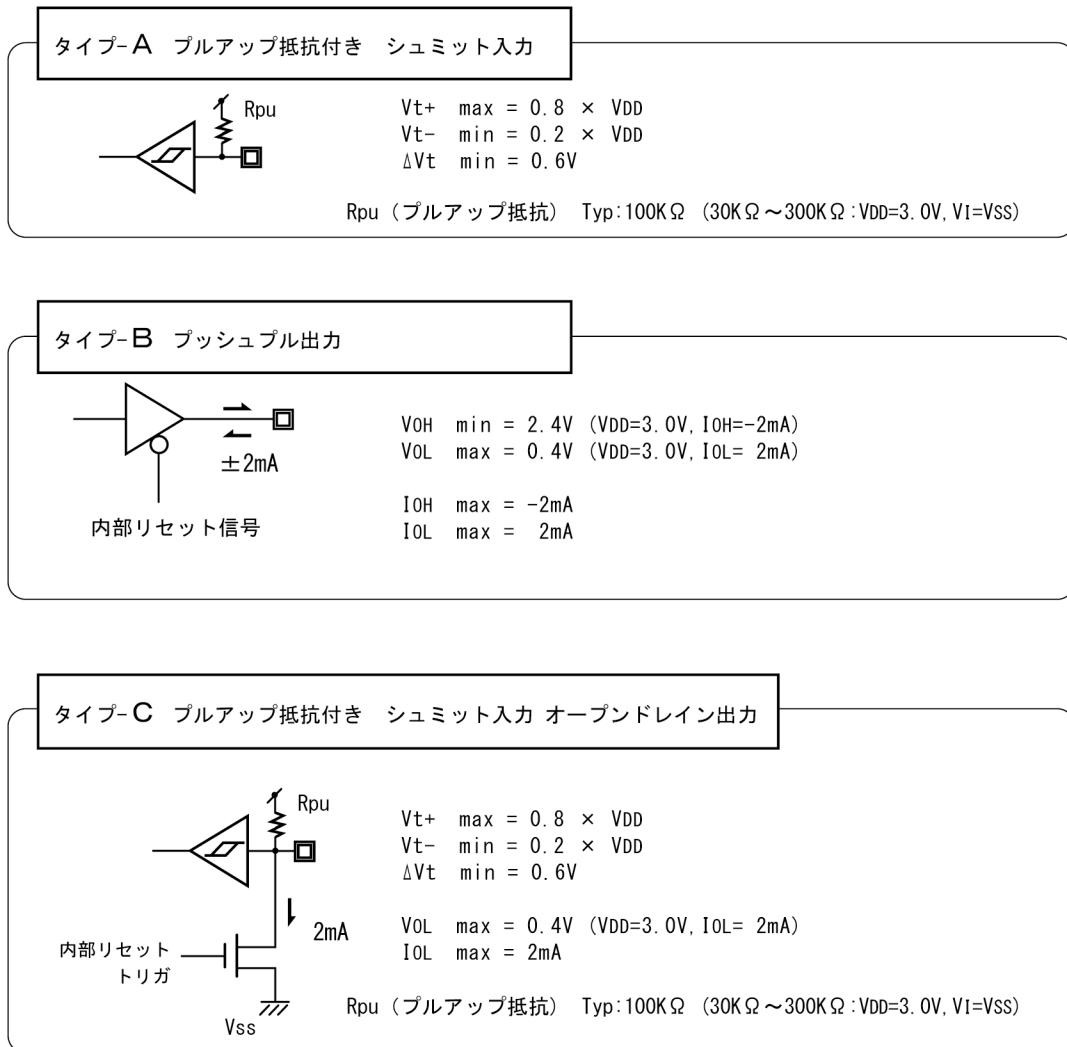 タイプ-A プルアップ抵抗付き シュミット入力
Rpu
Vt+ max = 0.8 × VDD
Vt- min = 0.2 × VDD
ΔVt min = 0.6V
Rpu (プルアップ抵抗) Typ:100KΩ (30KΩ~300KΩ:VDD=3.0V,VI=VSS)
タイプ-B プッシュプル出力
±2mA
内部リセット信号
VOH min = 2.4V (VDD=3.0V,IOH=-2mA)
VOL max = 0.4V (VDD=3.0V,IOL= 2mA)
IOH max = -2mA
IOL max = 2mA
タイプ-C プルアップ抵抗付き シュミット入力 オープンドレイン出力
Rpu
Vt+ max = 0.8 × VDD
Vt- min = 0.2 × VDD
ΔVt min = 0.6V
2mA
内部リセット
トリガ
Vss
VOL max = 0.4V (VDD=3.0V,IOL= 2mA)
IOL max = 2mA
Rpu (プルアップ抵抗) Typ:100KΩ (30KΩ~300KΩ:VDD=3.0V,VI=VSS)